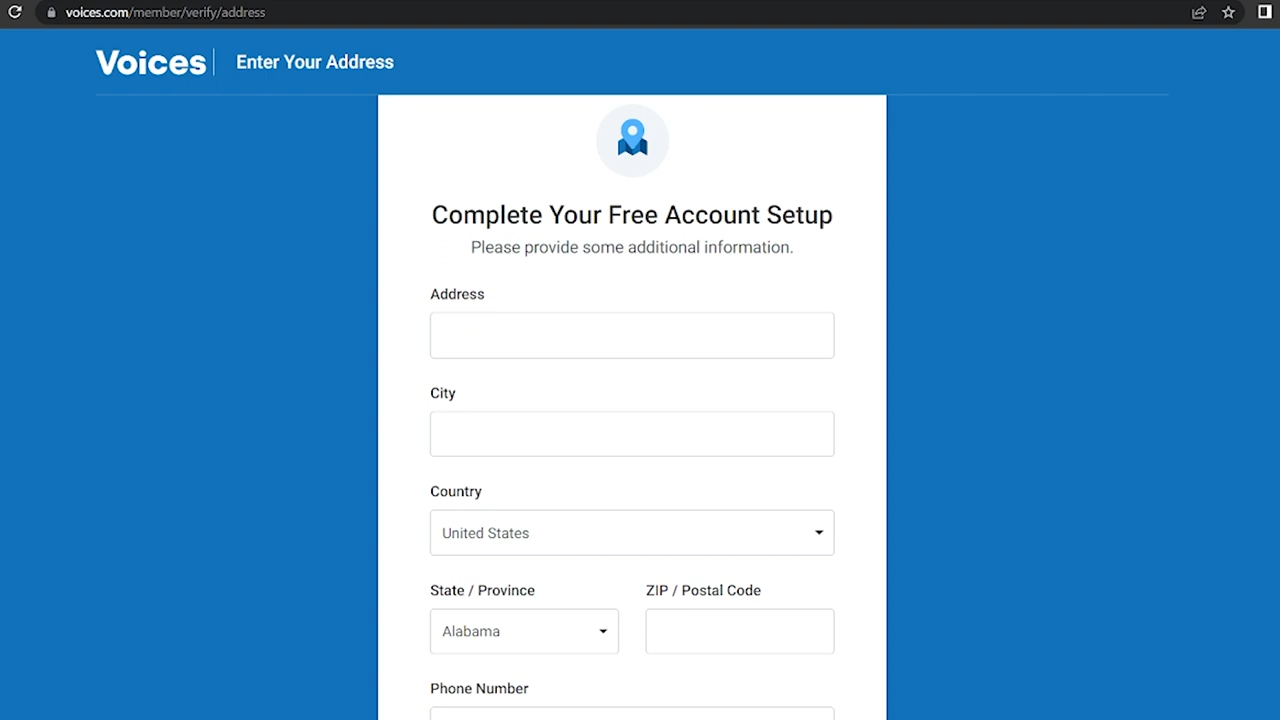 voices.com/member/verify/address
Voices
Enter Your Address
Complete Your Free Account Setup
Please provide some additional information.
Address
City
Country
United States
State / Province
ZIP / Postal Code
Alabama
Phone Number